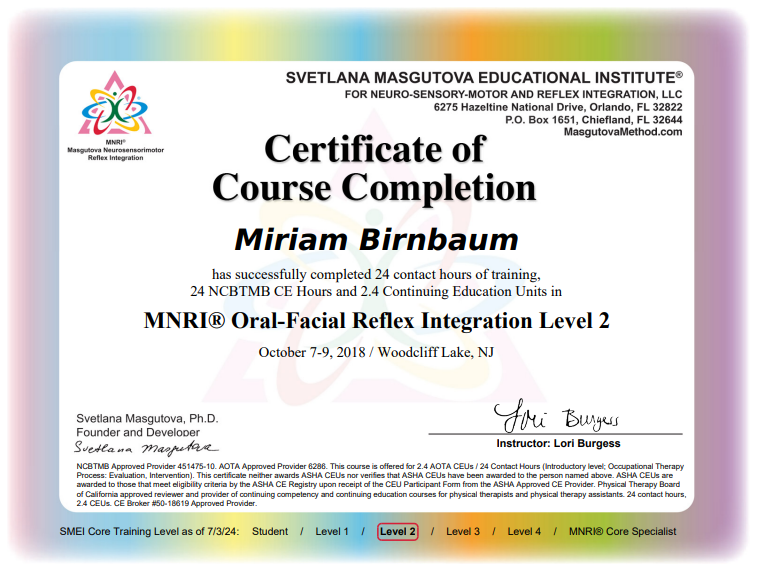 SVETLANA MASGUTOVA EDUCATIONAL INSTITUTE®
FOR NEURO-SENSORY-MOTOR AND REFLEX INTEGRATION, LLC
6275 Hazeltine National Drive, Orlando, FL 32822
P.O. Box 1651, Chiefland, FL 32644
MasgutovaMethod.com
MNRI®
Masgutova Neurosensorimotor
Reflex Integration
Certificate of
Course Completion
Miriam Birnbaum
has successfully completed 24 contact hours of training,
24 NCBTMB CE Hours and 2.4 Continuing Education Units in
MNRI® Oral-Facial Reflex Integration Level 2
October 7-9, 2018 / Woodcliff Lake, NJ
Svetlana Masgutova, Ph.D.
Founder and Developer
Svetlana Masgutova
Lori Burgess
Instructor: Lori Burgess
NCBTMB Approved Provider 451475-10. AOTA Approved Provider 6286. This course is offered for 2.4 AOTA CEUs / 24 Contact Hours (Introductory level; Occupational Therapy
Process: Evaluation, Intervention). This certificate neither awards ASHA CEUs nor verifies that ASHA CEUs have been awarded to the person named above. ASHA CEUs are
awarded to those that meet eligibility criteria by the ASHA CE Registry upon receipt of the CEU Participant Form from the ASHA Approved CE Provider. Physical Therapy Board
of California approved reviewer and provider of continuing competency and continuing education courses for physical therapists and physical therapy assistants. 24 contact hours,
2.4 CEUs. CE Broker #50-18619 Approved Provider.
SMEI Core Training Level as of 7/3/24: Student / Level 1 / Level 2 / Level 3 / Level 4 / MNRI® Core Specialist